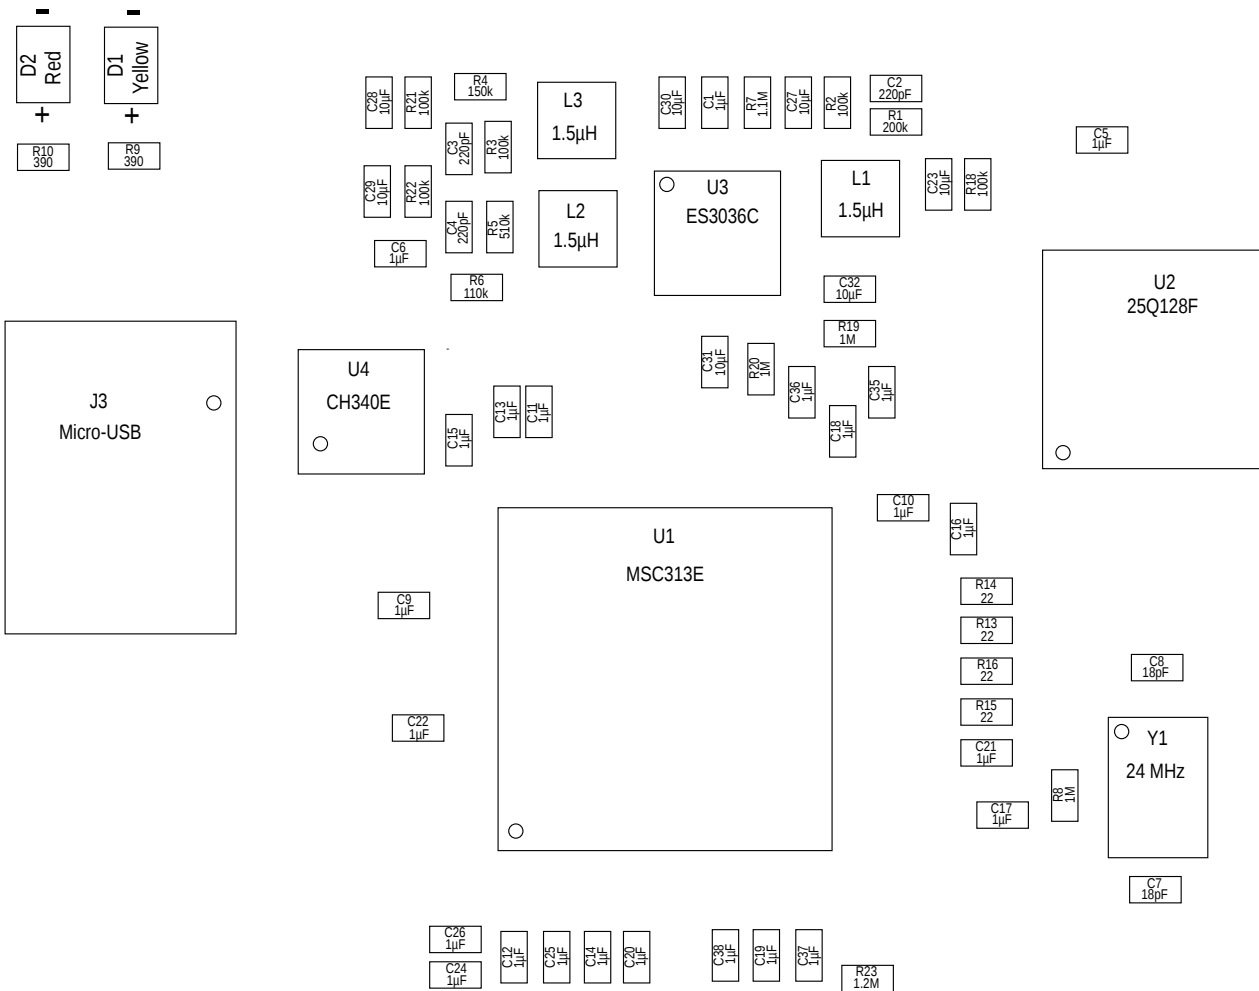 -
-
D2
Red
D1
Yellow
+
+
R10
390
R9
390
C28
10µF
R21
100k
R4
150k
L3
1.5µH
C30
10µF
C1
1µF
R7
1.1M
C27
10µF
R2
100k
C2
220pF
R1
200k
C5
1µF
C3
220pF
R3
100k
C29
10µF
R22
100k
C4
220pF
R5
510k
L2
1.5µH
U3
ES3036C
L1
1.5µH
C23
10µF
R18
100k
C6
1µF
R6
110k
C32
10µF
R19
1M
U2
25Q128F
J3
Micro-USB
U4
CH340E
C15
1µF
C13
1µF
C11
1µF
C31
10µF
R20
1M
C36
1µF
C18
1µF
C35
1µF
C10
1µF
C16
1µF
U1
MSC313E
C9
1µF
C22
1µF
R14
22
R13
22
R16
22
R15
22
C21
1µF
C17
1µF
R8
1M
C8
18pF
Y1
24 MHz
C7
18pF
C26
1µF
C24
1µF
C12
1µF
C25
1µF
C14
1µF
C20
1µF
C38
1µF
C19
1µF
C37
1µF
R23
1.2M